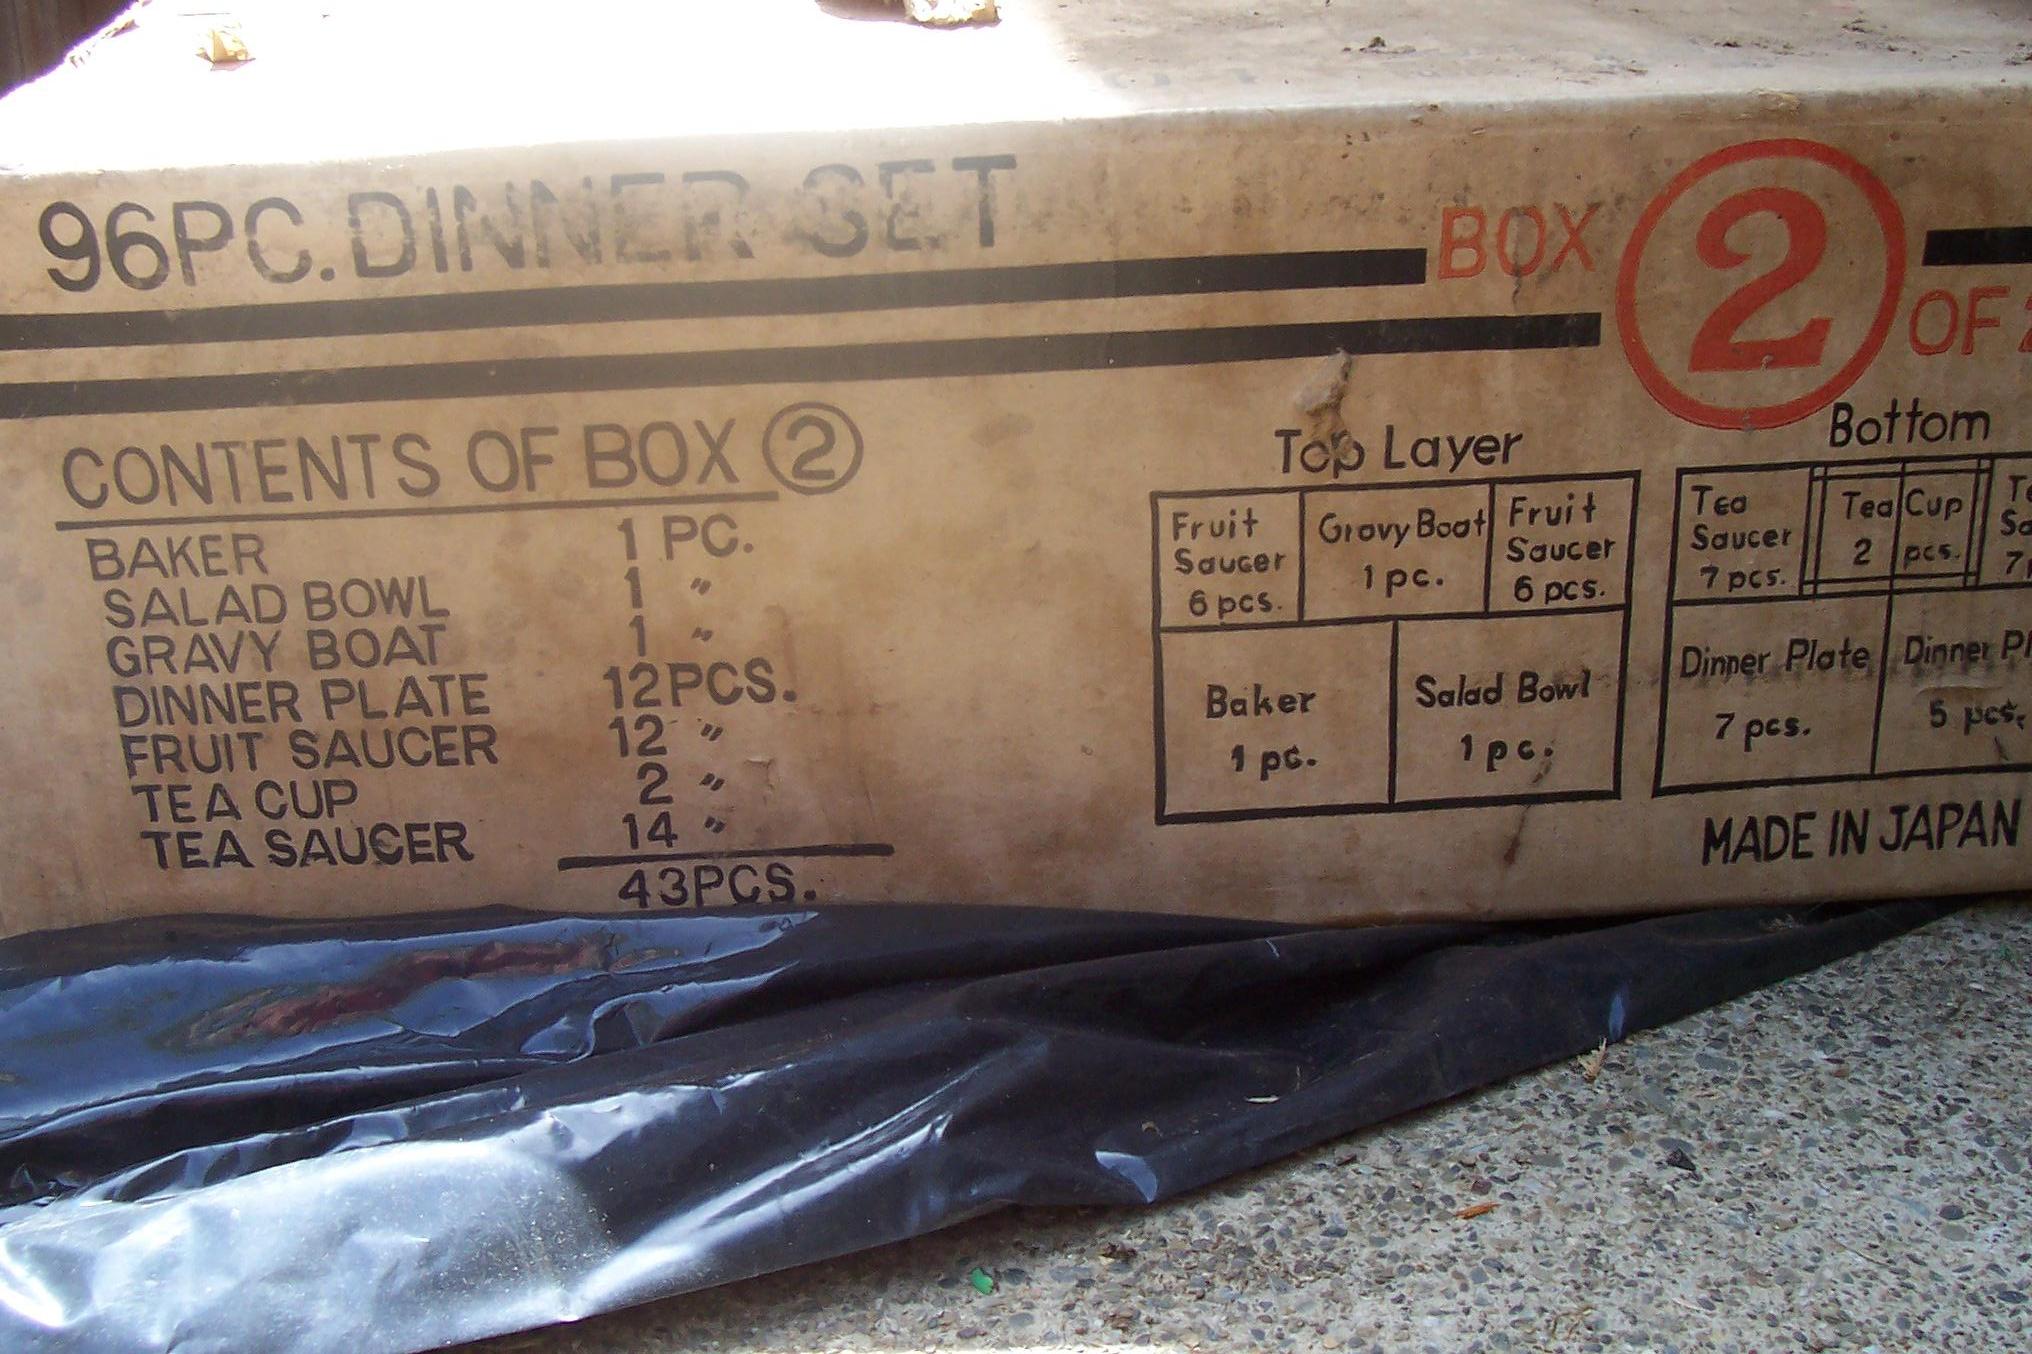 96PC. DINNER SET
BOX 2 OF 2
CONTENTS OF BOX 2
BAKER 1 PC.
SALAD BOWL 1 "
GRAVY BOAT 1 "
DINNER PLATE 12PCS.
FRUIT SAUCER 12 "
TEA CUP 2 "
TEA SAUCER 14 "
43PCS.
Top Layer
Fruit Saucer 6 pcs.
Gravy Boat 1 pc.
Fruit Saucer 6 pcs.
Baker 1 pc.
Salad Bowl 1 pc.
Bottom
Tea Saucer 7 pcs.
Tea Cup 2 pcs.
7
Dinner Plate 7 pcs.
Dinner 5 pcs.
MADE IN JAPAN